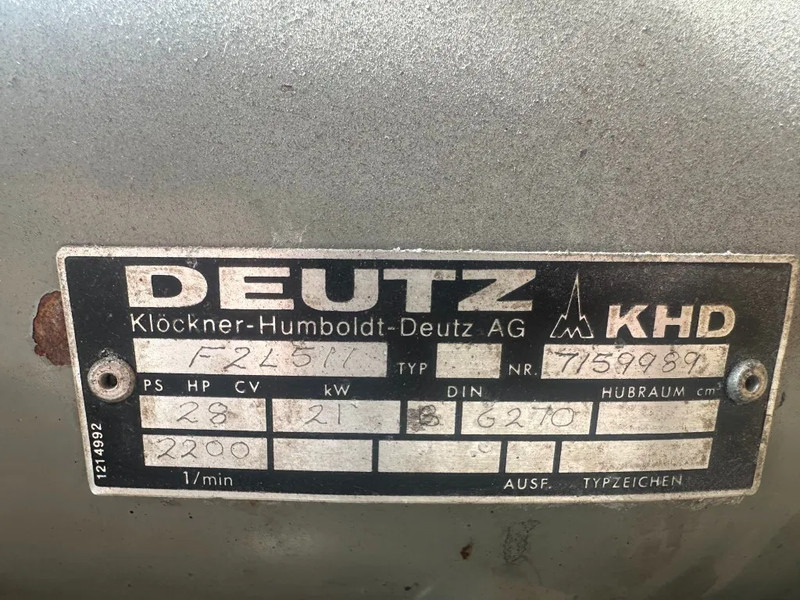 DEUTZ KHD
Klöckner-Humboldt-Deutz AG
F2L511 TYP NR. 7159989
PS HP CV kW DIN HUBRAUM cm³
28 21 B 6270
2200
1/min AUSF. TYPZEICHEN
1214992